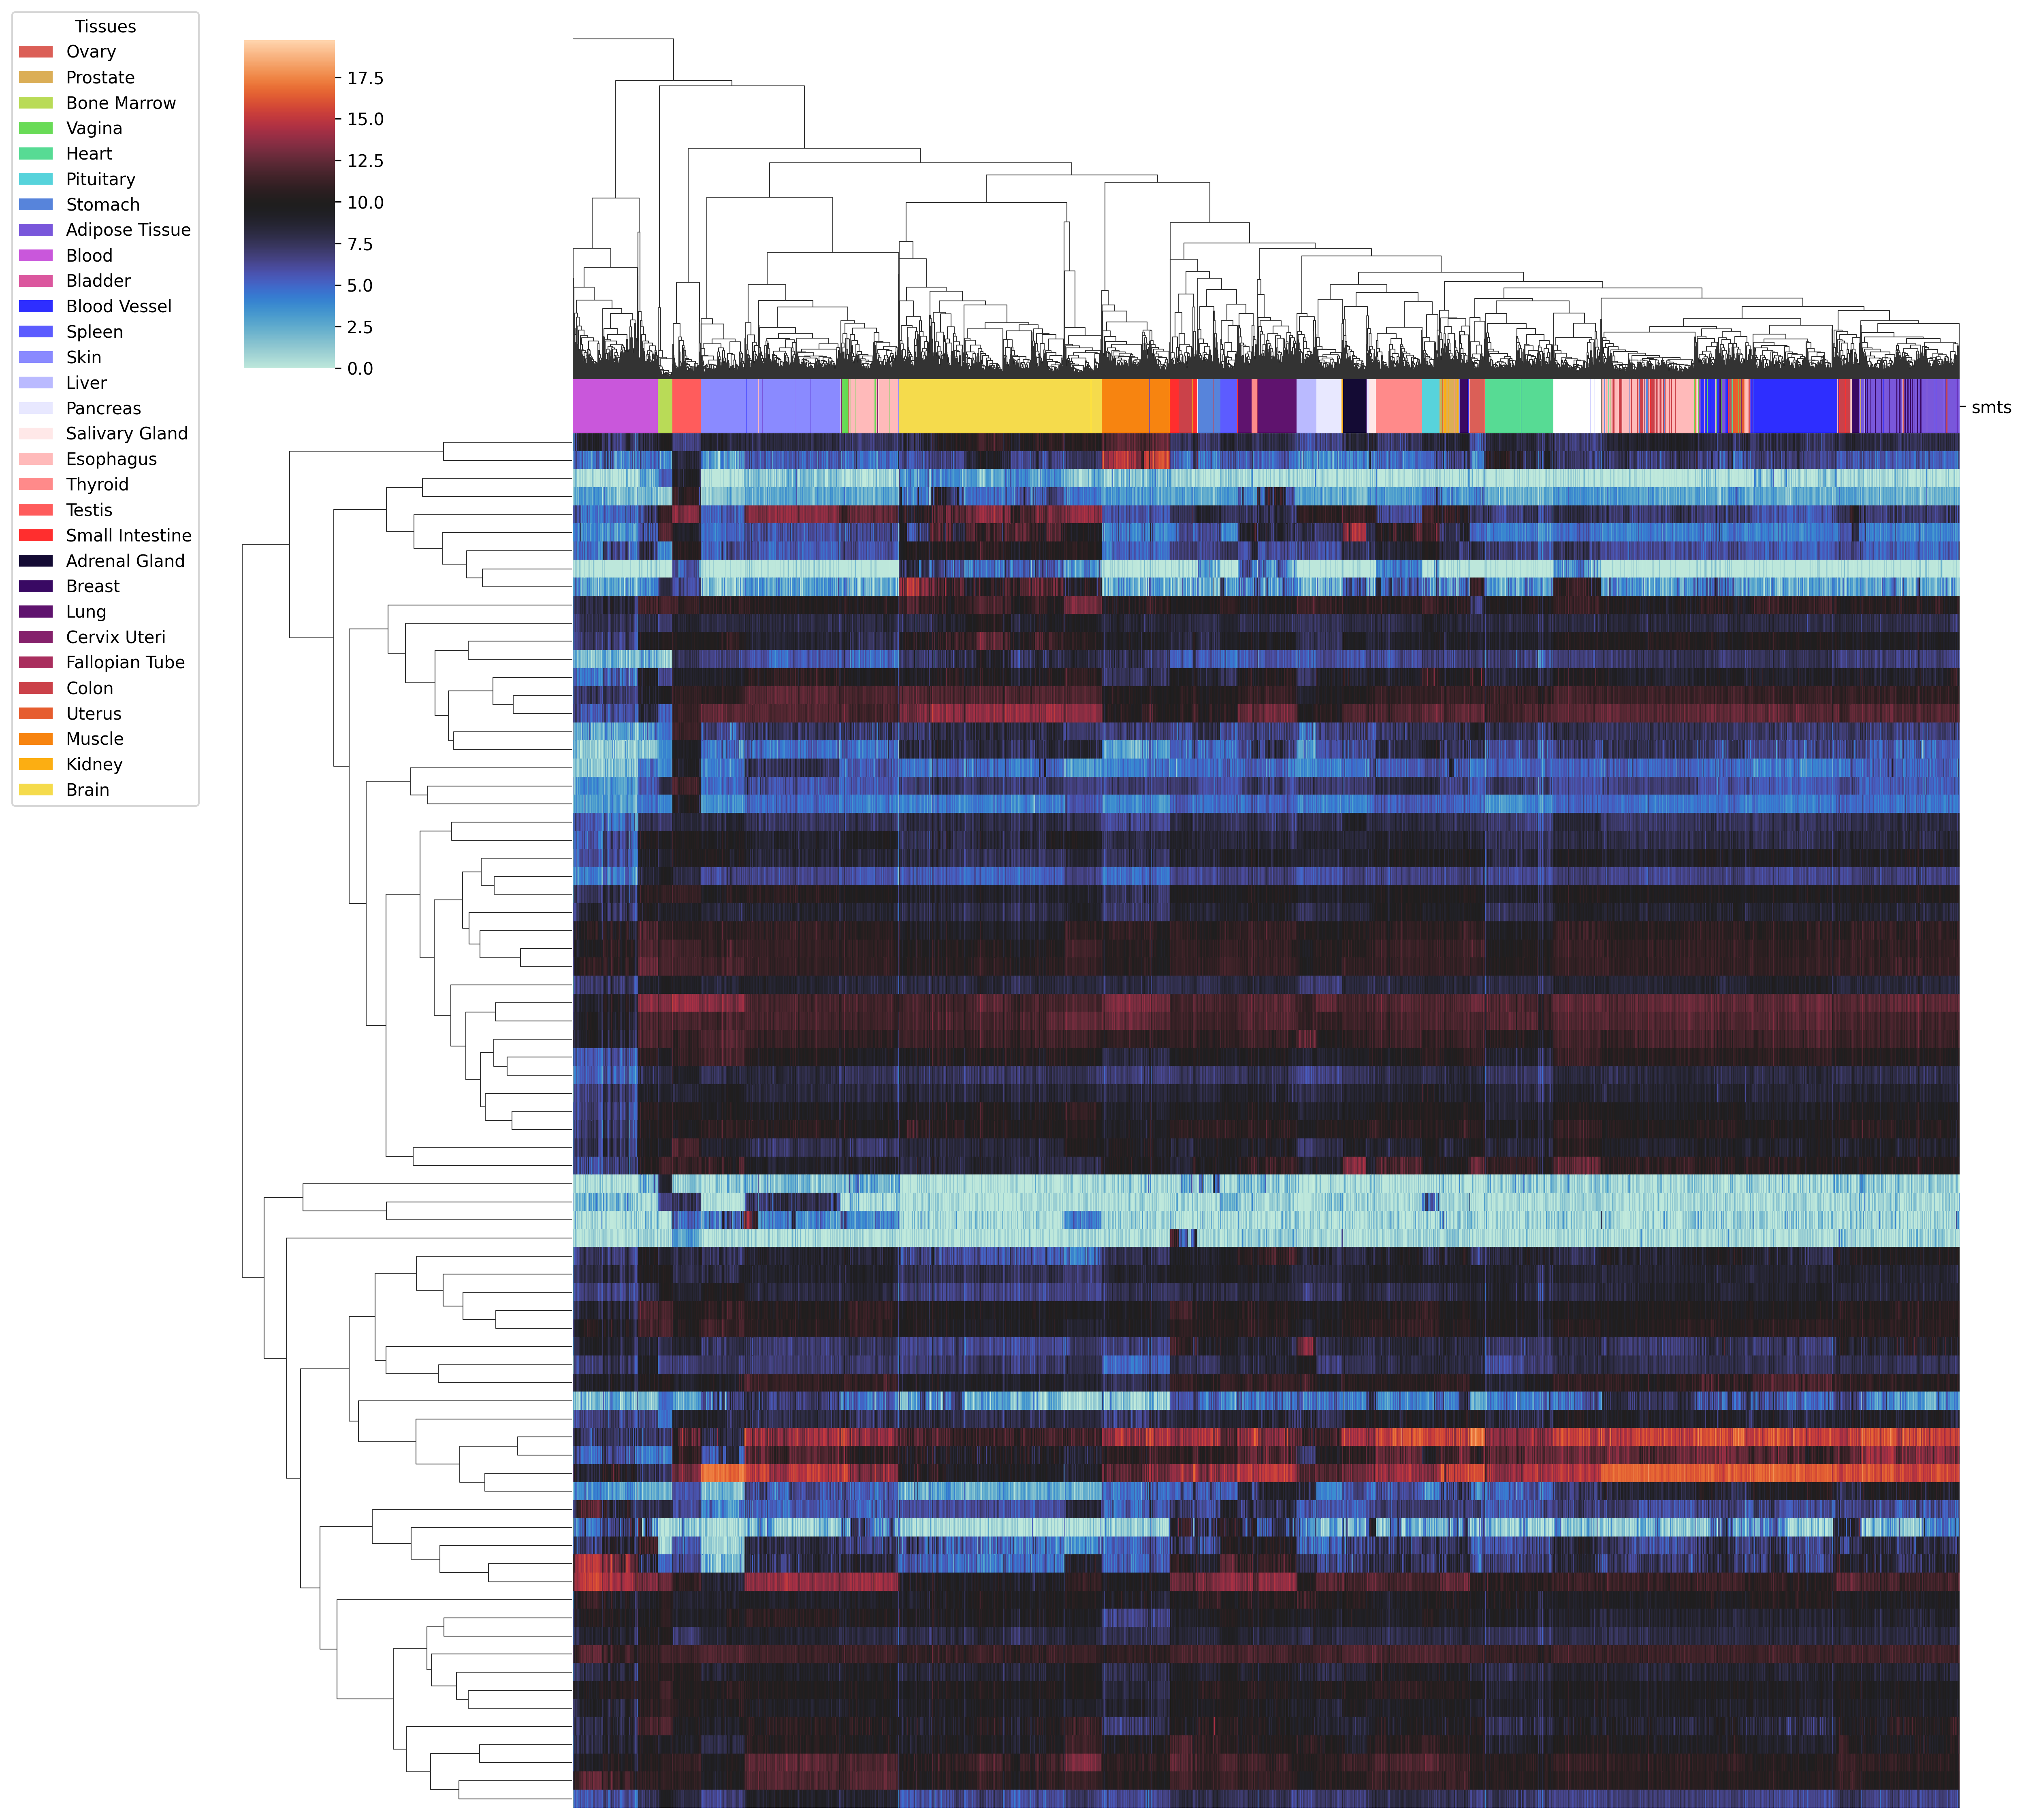 Tissues
Ovary
Prostate
Bone Marrow
Vagina
Heart
Pituitary
Stomach
Adipose Tissue
Blood
Bladder
Blood Vessel
Spleen
Skin
Liver
Pancreas
Salivary Gland
Esophagus
Thyroid
Testis
Small Intestine
Adrenal Gland
Breast
Lung
Cervix Uteri
Fallopian Tube
Colon
Uterus
Muscle
Kidney
Brain
17.5
15.0
12.5
10.0
7.5
5.0
2.5
0.0
smts